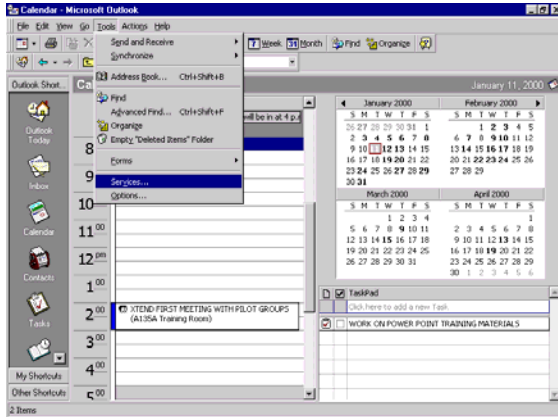 Calendar - Microsoft Outlook
File Edit View Go Tools Actions Help
7 Week 31 Month Find Organize
Send and Receive
Synchronize
Address Book... Ctrl+Shift+B
Find
Advanced Find... Ctrl+Shift+F
Organize
Empty "Deleted Items" Folder
Forms
Services...
Options...
Outlook Short...
Cal
January 11, 2000
will be in at 4 p.
Outlook Today
Inbox
Calendar
Contacts
Tasks
My Shortcuts
Other Shortcuts
8
9
10
11 00
12 pm
1 00
2 00
XTEND FIRST MEETING WITH PILOT GROUPS
(A135A Training Room)
3 00
4 00
5 00
January 2000
S M T W T F S
26 27 28 29 30 31 1
2 3 4 5 6 7 8
9 10 11 12 13 14 15
16 17 18 19 20 21 22
23 24 25 26 27 28 29
30 31
February 2000
S M T W T F S
1 2 3 4 5
6 7 8 9 10 11 12
13 14 15 16 17 18 19
20 21 22 23 24 25 26
27 28 29
March 2000
S M T W T F S
1 2 3 4
5 6 7 8 9 10 11
12 13 14 15 16 17 18
19 20 21 22 23 24 25
26 27 28 29 30 31
April 2000
S M T W T F S
1
2 3 4 5 6 7 8
9 10 11 12 13 14 15
16 17 18 19 20 21 22
23 24 25 26 27 28 29
30 1 2 3 4 5 6
TaskPad
Click here to add a new Task
WORK ON POWER POINT TRAINING MATERIALS
2 Items